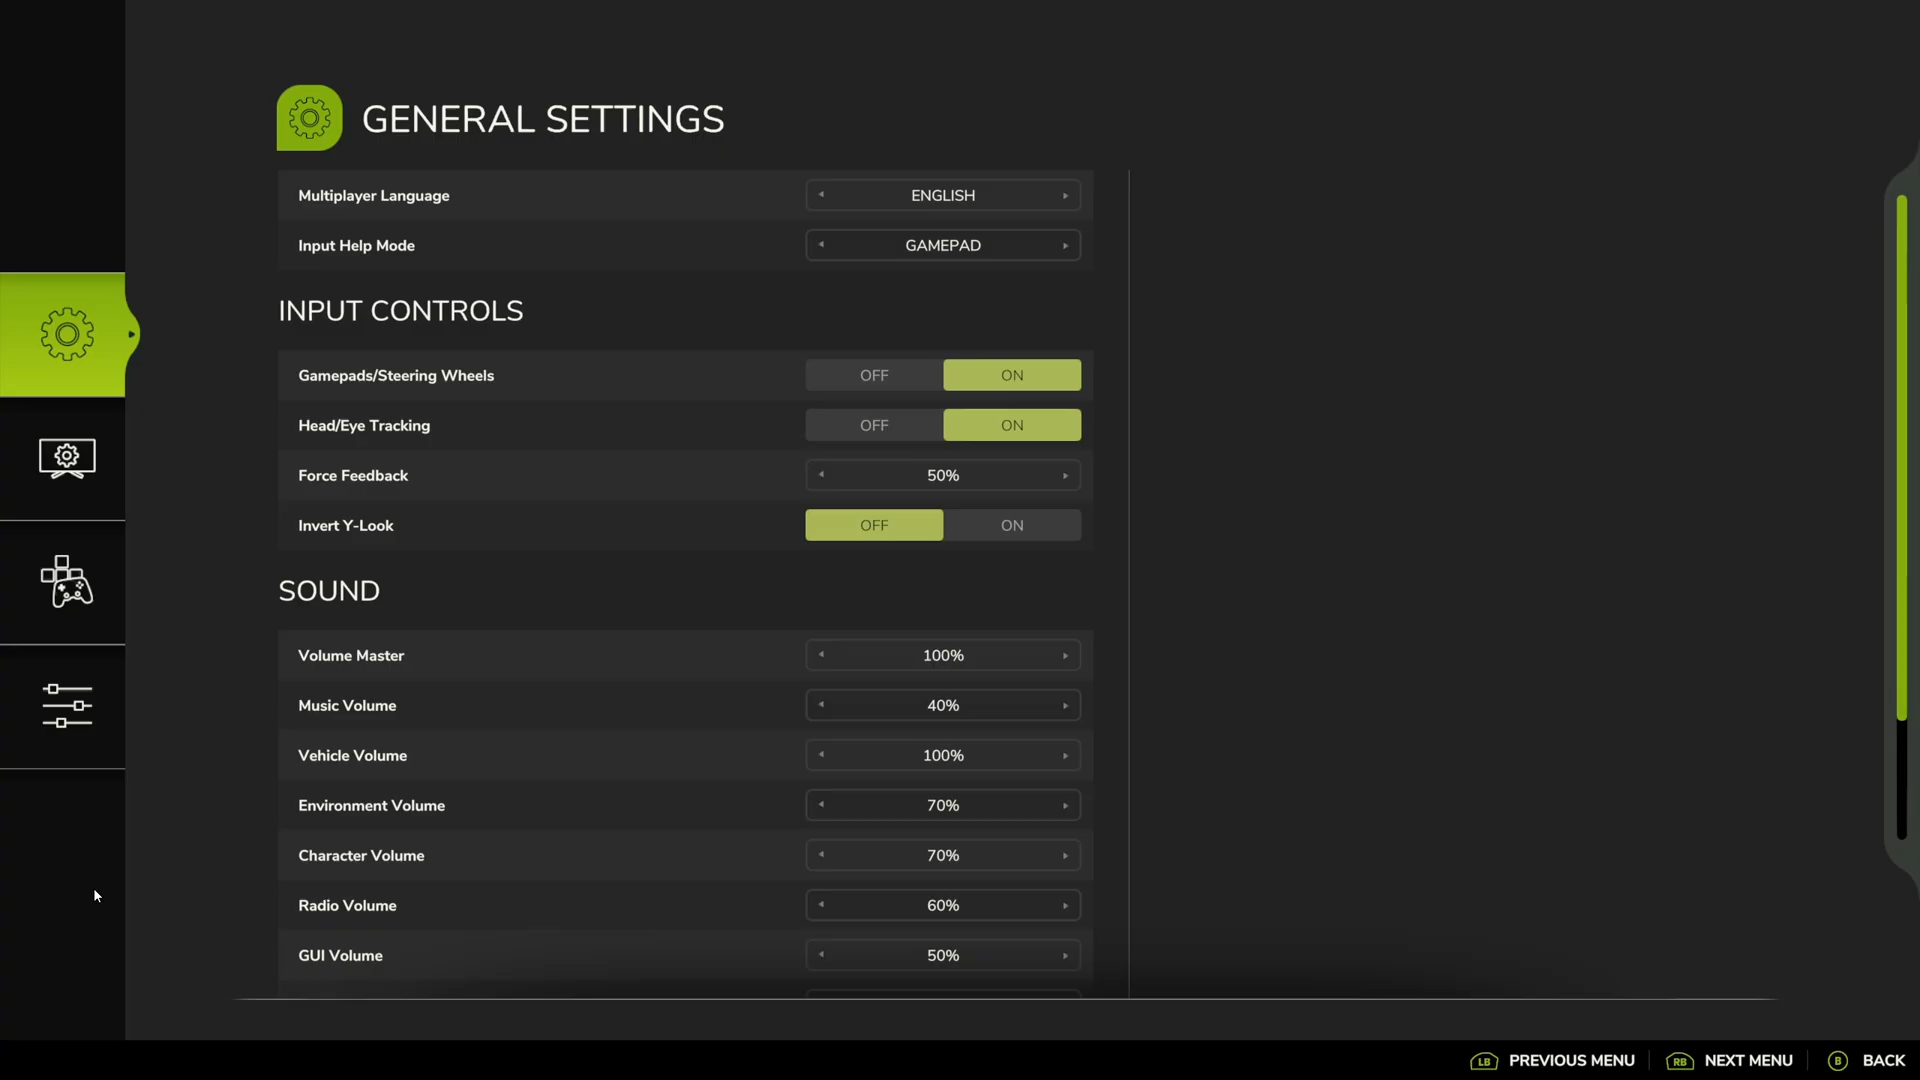 GENERAL SETTINGS
Multiplayer Language ENGLISH
Input Help Mode GAMEPAD
INPUT CONTROLS
Gamepads/Steering Wheels OFF ON
Head/Eye Tracking OFF ON
Force Feedback 50%
Invert Y-Look OFF ON
SOUND
Volume Master 100%
Music Volume 40%
Vehicle Volume 100%
Environment Volume 70%
Character Volume 70%
Radio Volume 60%
GUI Volume 50%
LB PREVIOUS MENU RB NEXT MENU B BACK